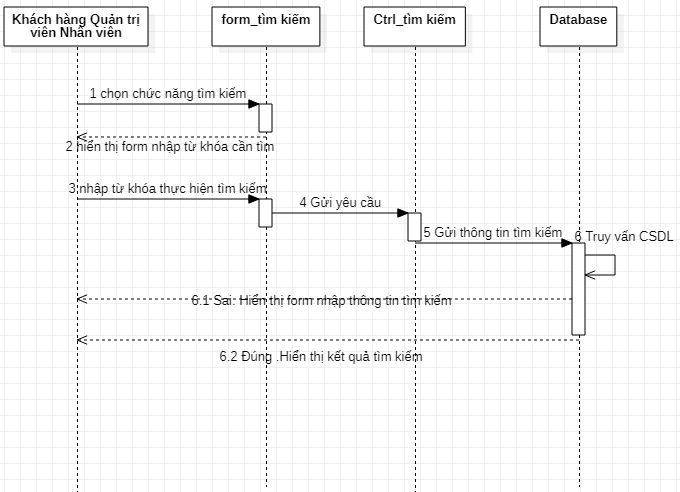 Khách hàng Quản trị
viên Nhân viên
form_tìm kiếm
Ctrl_tìm kiếm
Database
1 chọn chức năng tìm kiếm
2 hiển thị form nhập từ khóa cần tìm
3 nhập từ khóa thực hiện tìm kiếm
4 Gửi yêu cầu
5 Gửi thông tin tìm kiếm
6 Truy vấn CSDL
6.1 Sai: Hiển thị form nhập thông tin tìm kiếm
6.2 Đúng .Hiển thị kết quả tìm kiếm